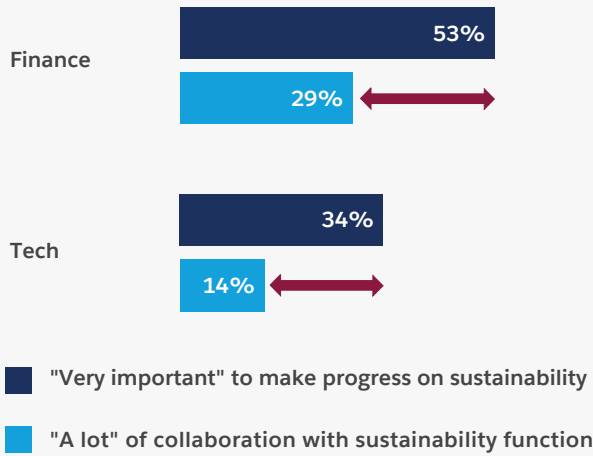 53%
Finance
29%
34%
Tech
14%
"Very important" to make progress on sustainability
"A lot" of collaboration with sustainability function